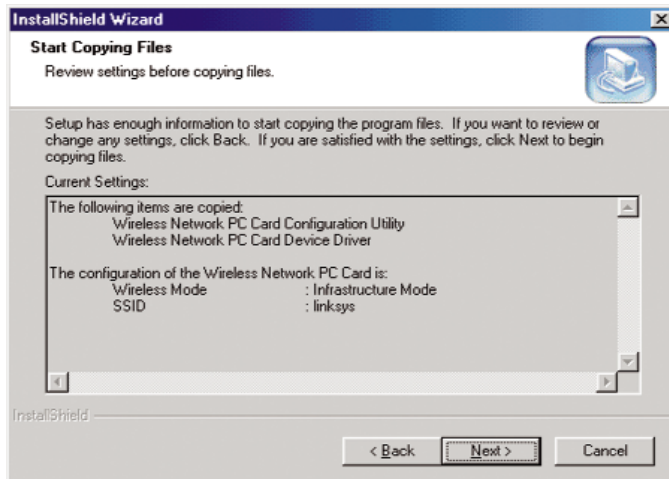 InstallShield Wizard
Start Copying Files
Review settings before copying files.
Setup has enough information to start copying the program files. If you want to review or
change any settings, click Back. If you are satisfied with the settings, click Next to begin
copying files.
Current Settings:
The following items are copied:
Wireless Network PC Card Configuration Utility
Wireless Network PC Card Device Driver
The configuration of the Wireless Network PC Card is:
Wireless Mode : Infrastructure Mode
SSID : linksys
InstallShield
< Back Next > Cancel